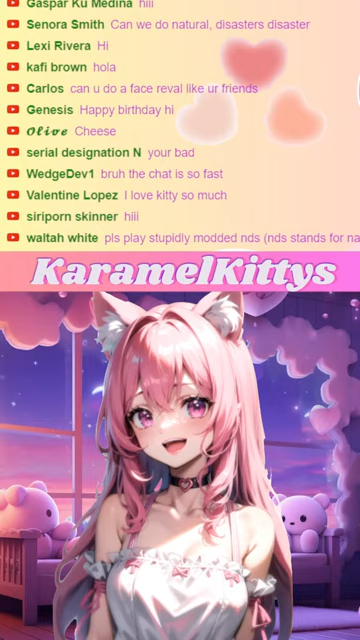 Gaspar Ku Medina hiii
Senora Smith Can we do natural, disasters disaster
Lexi Rivera Hi
kafi brown hola
Carlos can u do a face reval like ur friends
Genesis Happy birthday hi
𝓞𝓵𝓲𝓿𝓮 Cheese
serial designation N your bad
WedgeDev1 bruh the chat is so fast
Valentine Lopez I love kitty so much
siriporn skinner hiii
waltah white pls play stupidly modded nds (nds stands for na
KaramelKittys